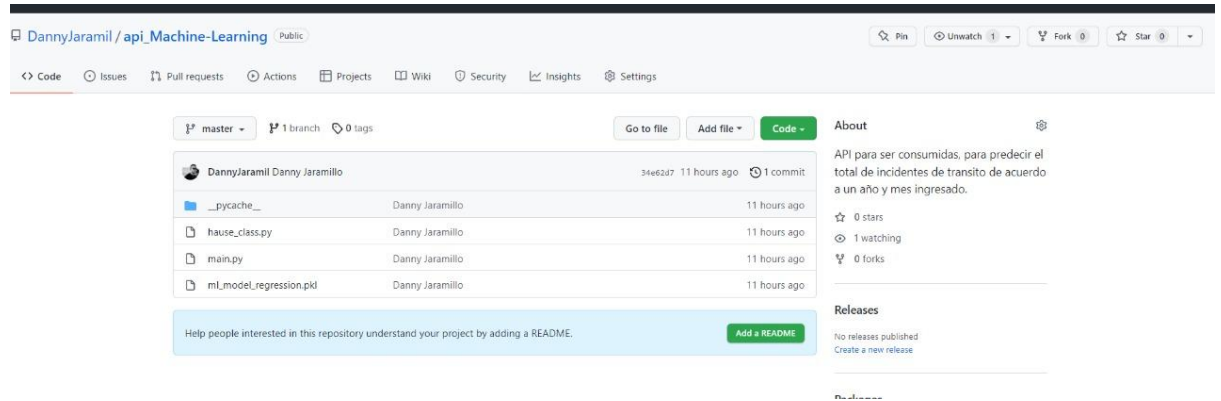 DannyJaramil / api_Machine-Learning Public
Pin Unwatch 1 Fork 0 Star 0
Code Issues Pull requests Actions Projects Wiki Security Insights Settings
master 1 branch 0 tags Go to file Add file Code
DannyJaramil Danny Jaramillo 34e62d7 11 hours ago 1 commit
__pycache__ Danny Jaramillo 11 hours ago
hause_class.py Danny Jaramillo 11 hours ago
main.py Danny Jaramillo 11 hours ago
ml_model_regression.pkl Danny Jaramillo 11 hours ago
Help people interested in this repository understand your project by adding a README. Add a README
About
API para ser consumidas, para predecir el
total de incidentes de transito de acuerdo
a un año y mes ingresado.
0 stars
1 watching
0 forks
Releases
No releases published
Create a new release